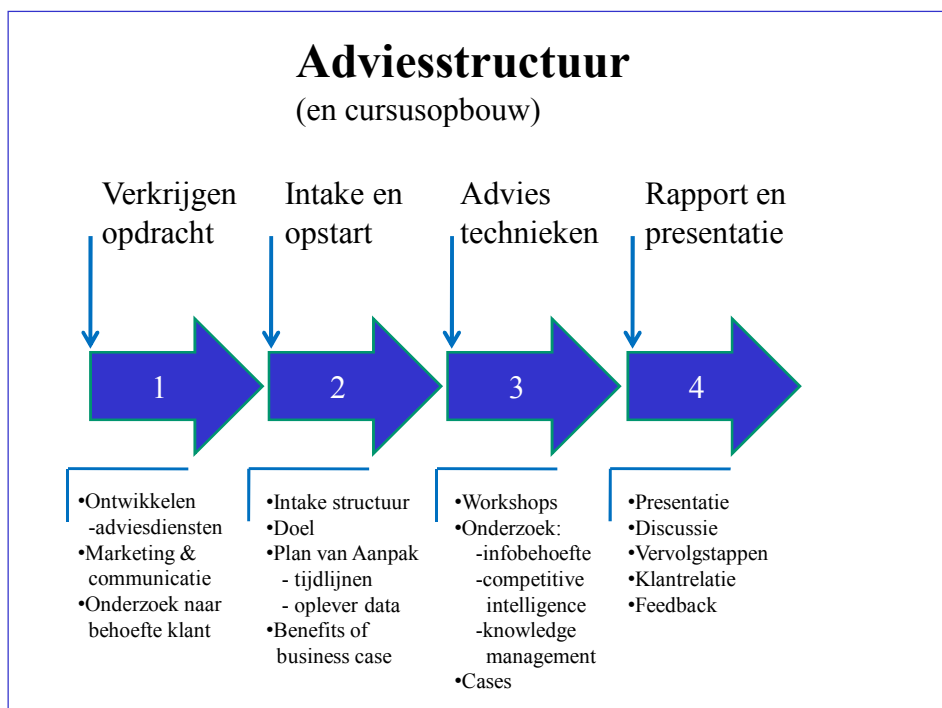 Adviesstructuur
(en cursusopbouw)
Verkrijgen
opdracht
Intake en
opstart
Advies
technieken
Rapport en
presentatie
1
2
3
4
•Ontwikkelen
-adviesdiensten
•Marketing &
communicatie
•Onderzoek naar
behoefte klant
•Intake structuur
•Doel
•Plan van Aanpak
- tijdlijnen
- oplever data
•Benefits of
business case
•Workshops
•Onderzoek:
-infobehoefte
-competitive
intelligence
-knowledge
management
•Cases
•Presentatie
•Discussie
•Vervolgstappen
•Klantrelatie
•Feedback